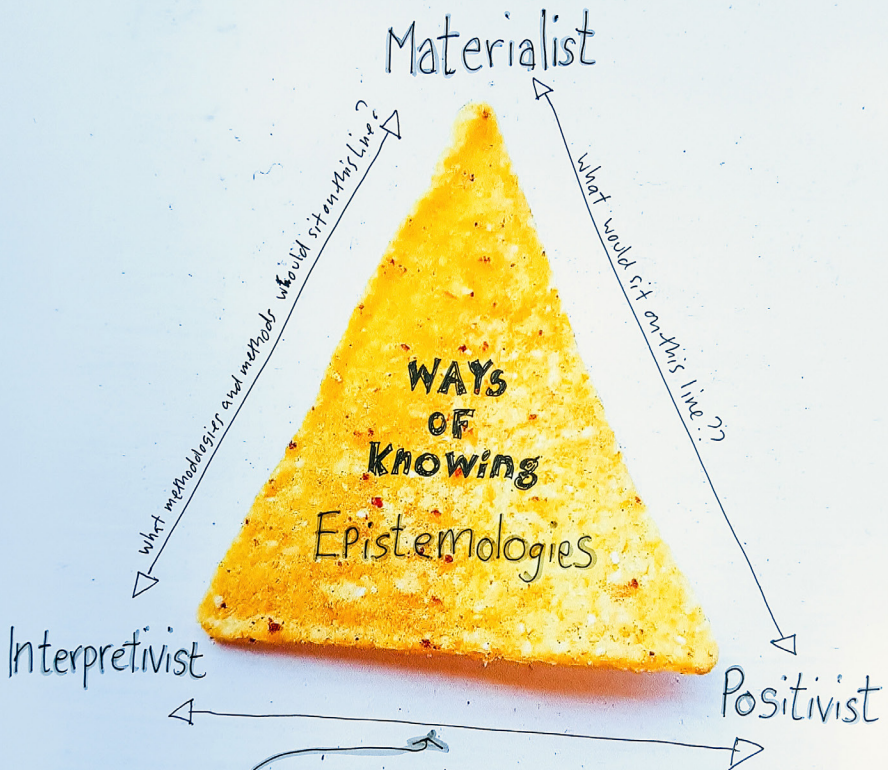 Materialist
what methodologies and methods would sit on this line?
what would sit on this line??
WAYS
OF
Knowing
Epistemologies
Interpretivist
Positivist